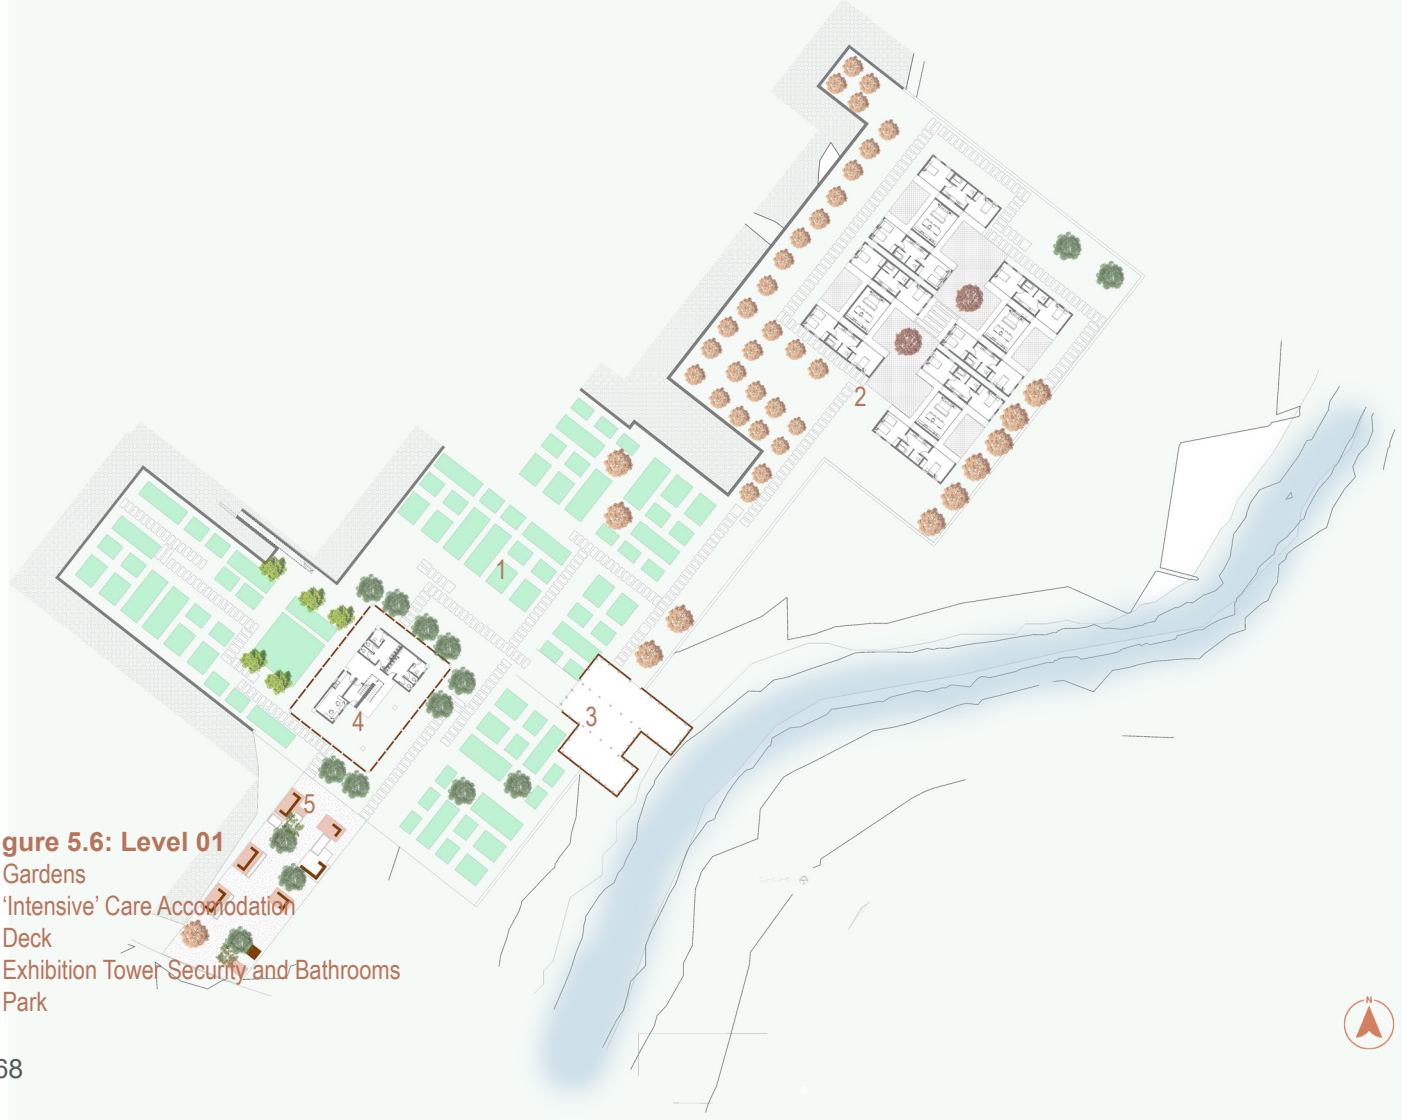 2
1
3
4
5
gure 5.6: Level 01
Gardens
‘Intensive’ Care Accomodation
Deck
Exhibition Tower Security and Bathrooms
Park
N
68